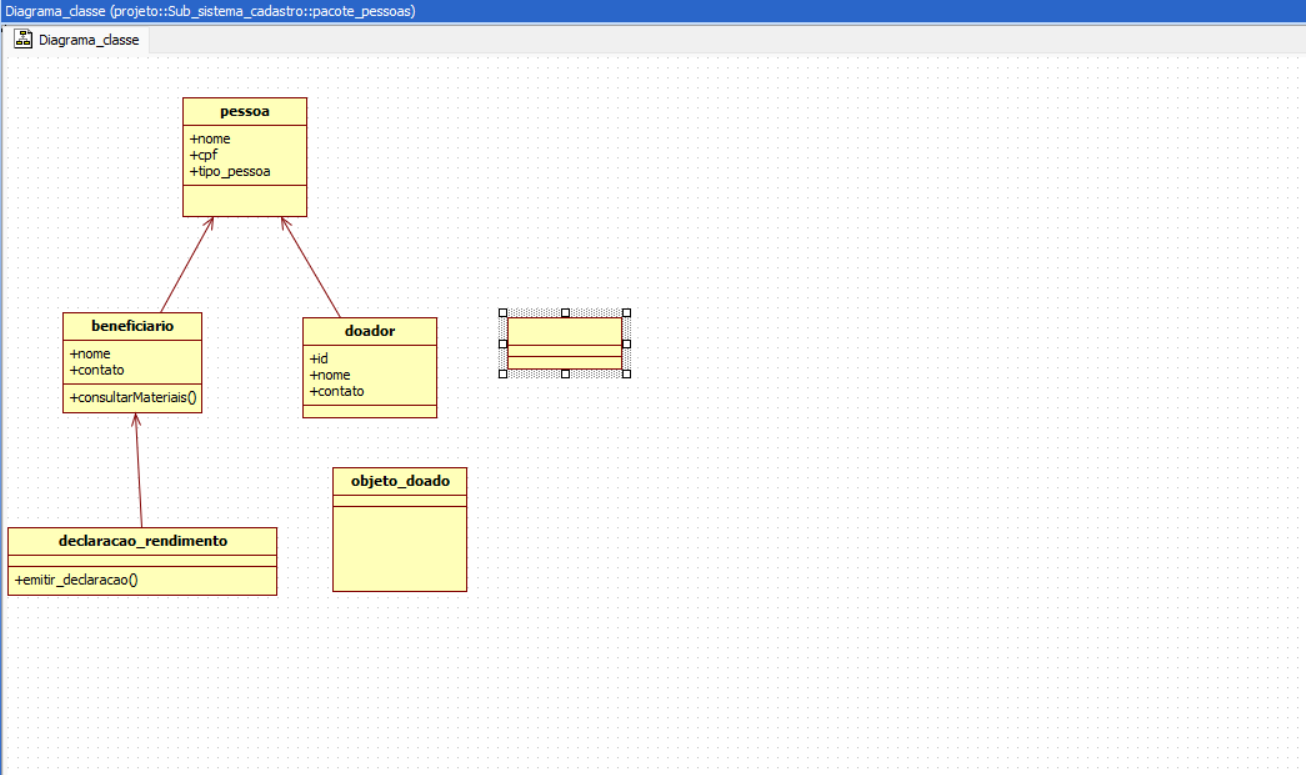 Diagrama_classe (projeto::Sub_sistema_cadastro::pacote_pessoas)
Diagrama_classe
pessoa
+nome
+cpf
+tipo_pessoa
beneficiario
+nome
+contato
+consultarMateriais()
doador
+id
+nome
+contato
objeto_doado
declaracao_rendimento
+emitir_declaracao()